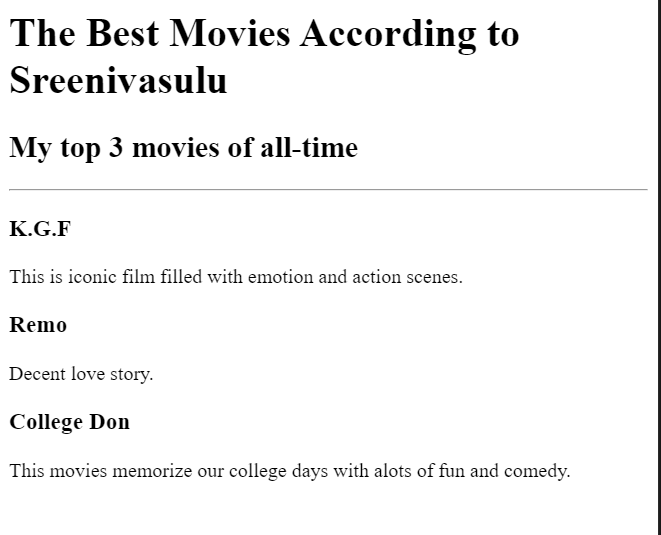 The Best Movies According to
Sreenivasulu
My top 3 movies of all-time
K.G.F
This is iconic film filled with emotion and action scenes.
Remo
Decent love story.
College Don
This movies memorize our college days with alots of fun and comedy.